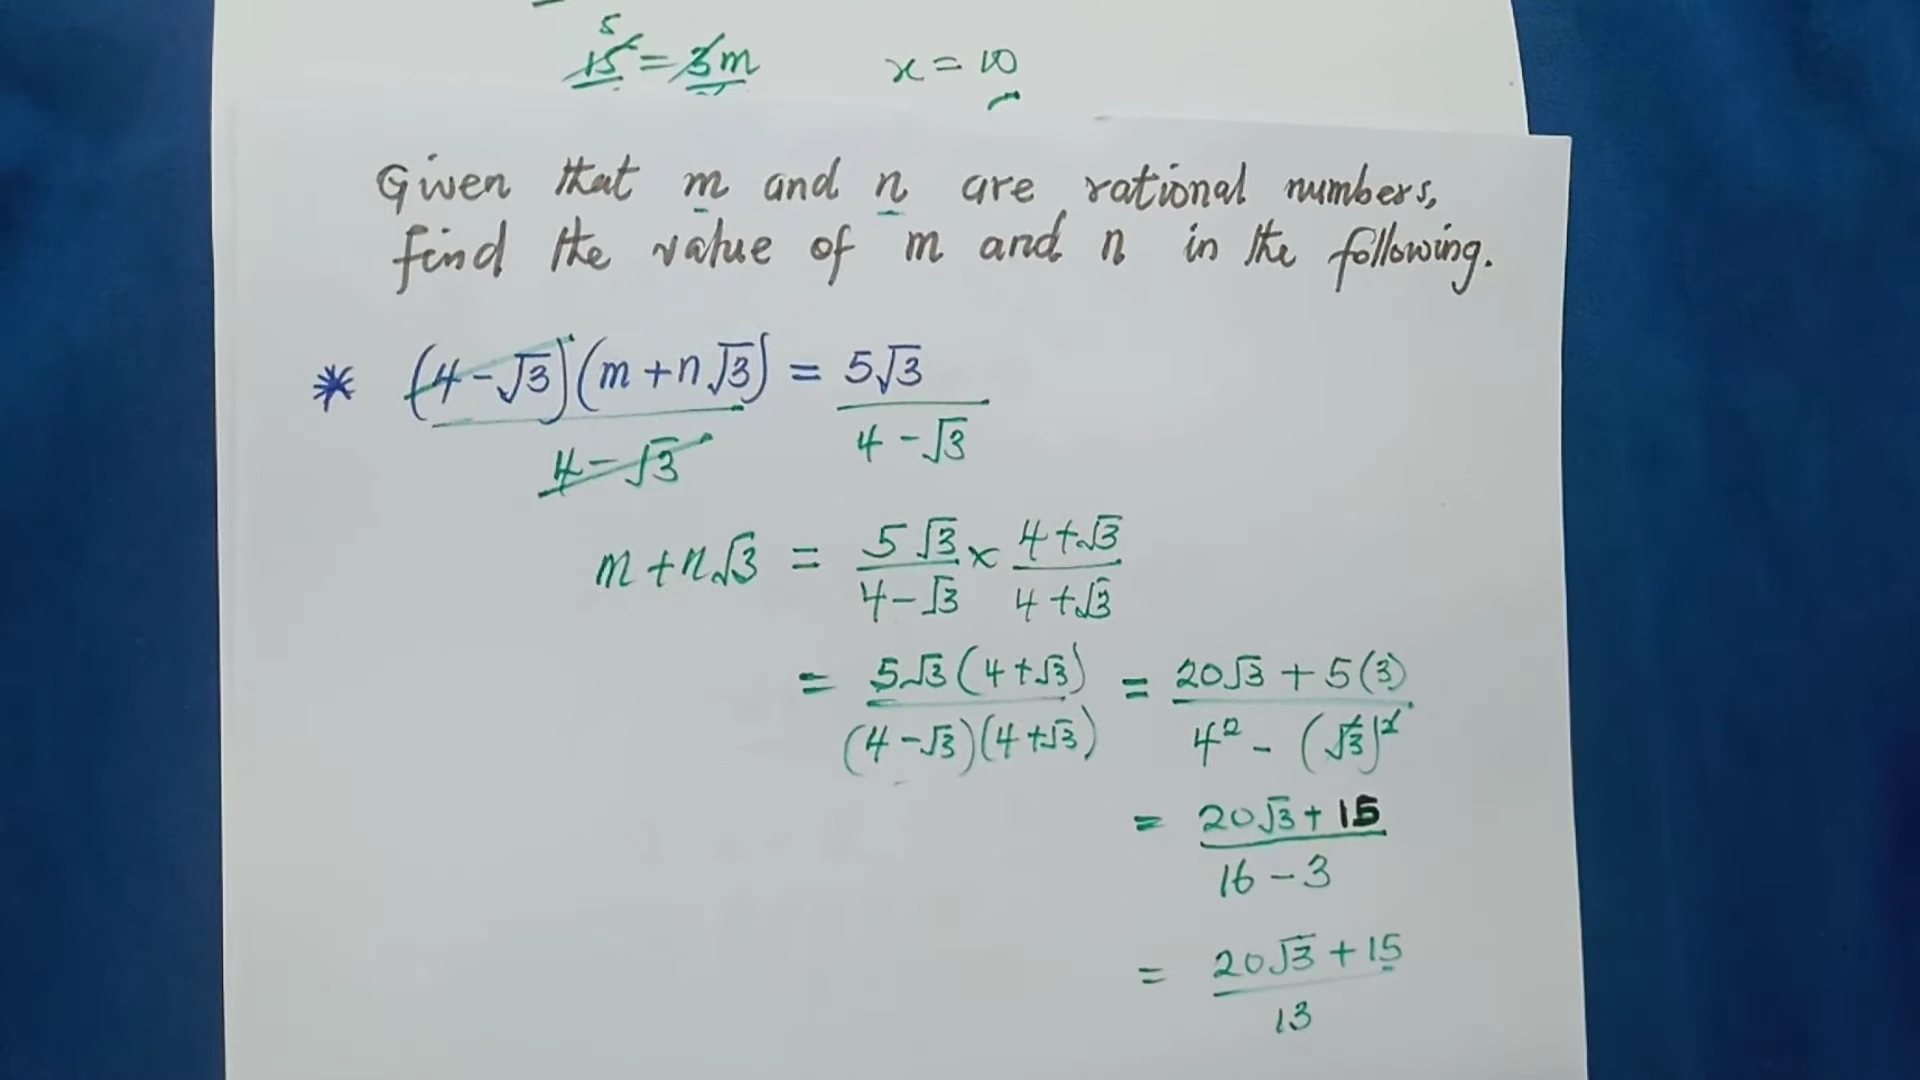 5
15 = 3m x = 10
Given that m and n are rational numbers,
find the value of m and n in the following.
* (4-√3)(m+n√3) = 5√3
4-√3 4-√3
m+n√3 = 5√3/4-√3 x 4+√3/4+√3
= 5√3(4+√3)/(4-√3)(4+√3) = 20√3+5(3)/4² - (√3)²
= 20√3+15/16-3
= 20√3+15/13